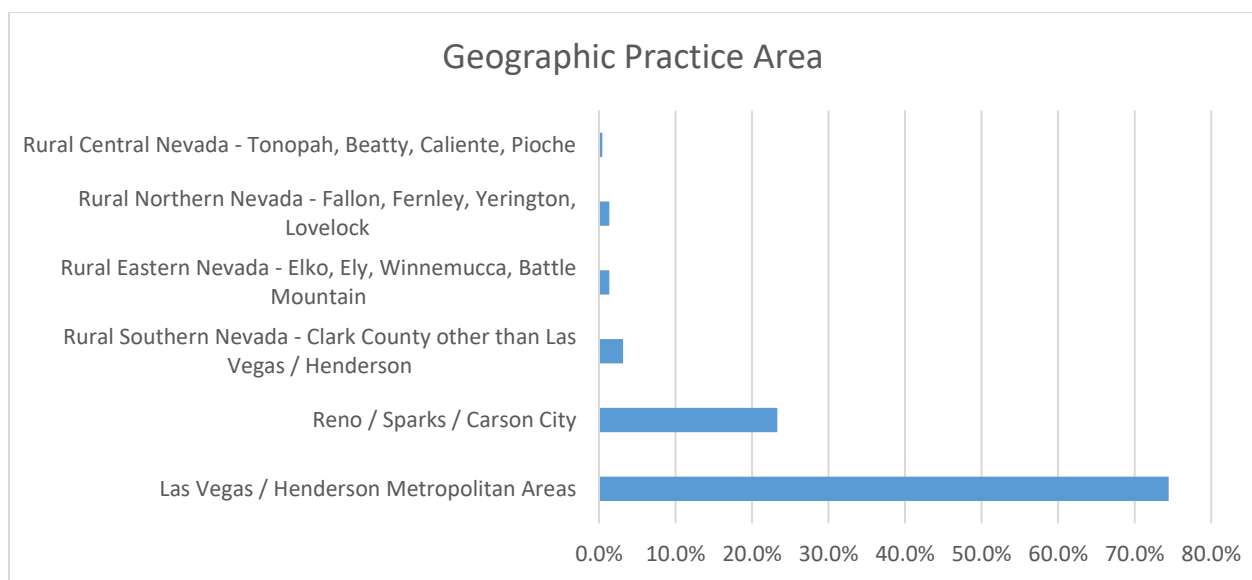 Geographic Practice Area
Rural Central Nevada - Tonopah, Beatty, Caliente, Pioche
Rural Northern Nevada - Fallon, Fernley, Yerington,
Lovelock
Rural Eastern Nevada - Elko, Ely, Winnemucca, Battle
Mountain
Rural Southern Nevada - Clark County other than Las
Vegas / Henderson
Reno / Sparks / Carson City
Las Vegas / Henderson Metropolitan Areas
0.0% 10.0% 20.0% 30.0% 40.0% 50.0% 60.0% 70.0% 80.0%